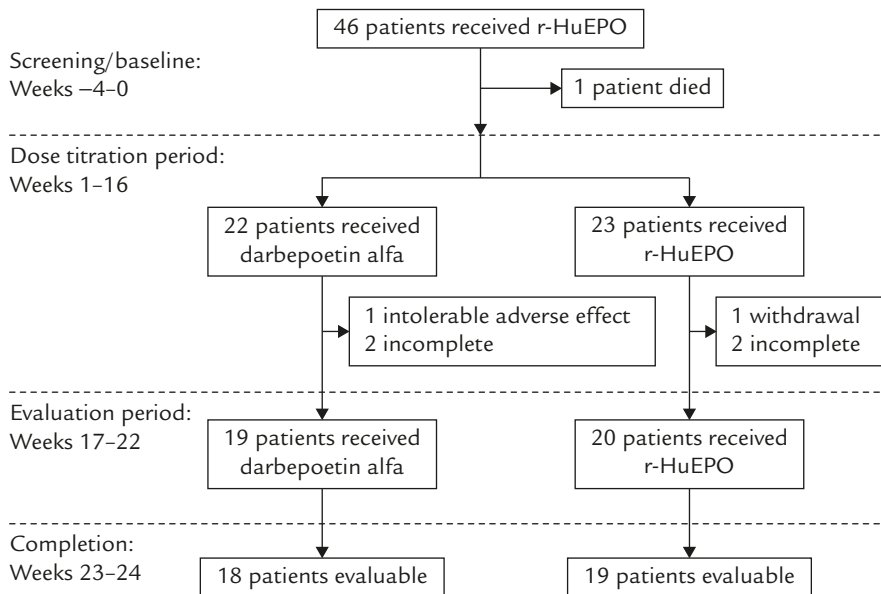 46 patients received r-HuEPO
Screening/baseline:
Weeks –4–0
1 patient died
Dose titration period:
Weeks 1–16
22 patients received
darbepoetin alfa
23 patients received
r-HuEPO
1 intolerable adverse effect
2 incomplete
1 withdrawal
2 incomplete
Evaluation period:
Weeks 17–22
19 patients received
darbepoetin alfa
20 patients received
r-HuEPO
Completion:
Weeks 23–24
18 patients evaluable
19 patients evaluable